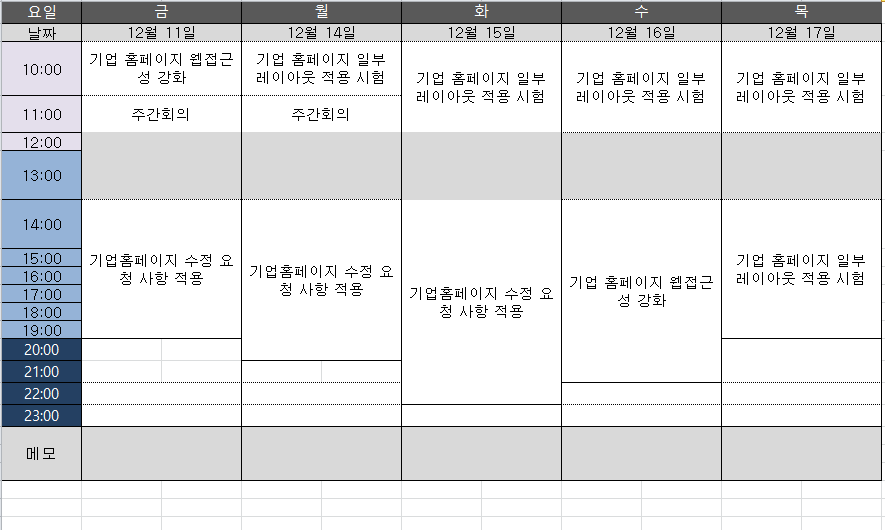 요일 금 월 화 수 목
날짜 12월 11일 12월 14일 12월 15일 12월 16일 12월 17일
10:00
기업 홈페이지 웹접근
성 강화
기업 홈페이지 일부
레이아웃 적용 시험
기업 홈페이지 일부
레이아웃 적용 시험
기업 홈페이지 일부
레이아웃 적용 시험
기업 홈페이지 일부
레이아웃 적용 시험
11:00 주간회의 주간회의
12:00
13:00
14:00
기업홈페이지 수정 요
청 사항 적용
기업홈페이지 수정 요
청 사항 적용
기업홈페이지 수정 요
청 사항 적용
기업 홈페이지 웹접근
성 강화
기업 홈페이지 일부
레이아웃 적용 시험
15:00
16:00
17:00
18:00
19:00
20:00
21:00
22:00
23:00
메모